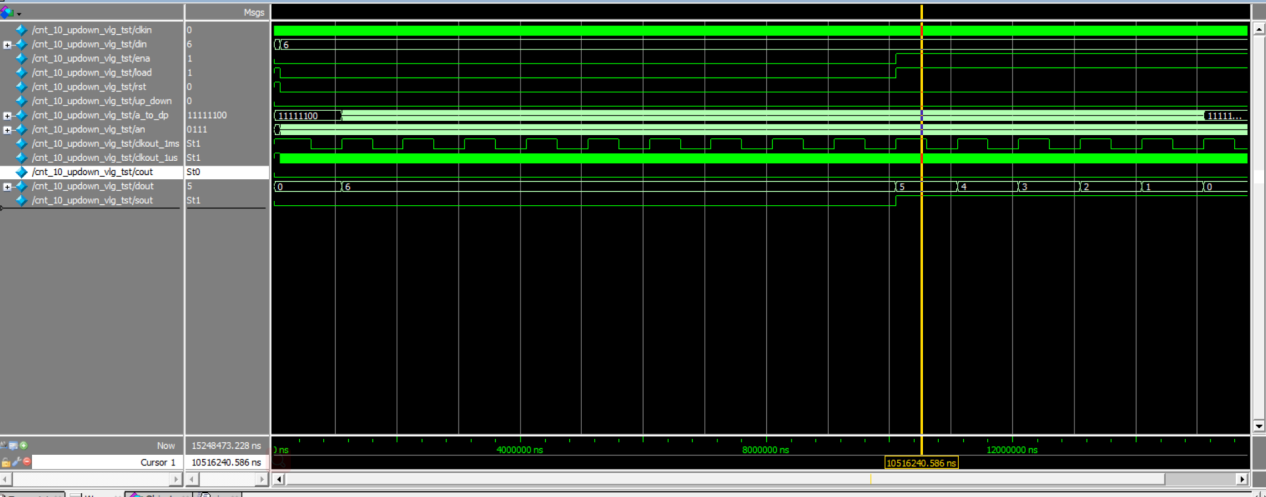 Msgs
/cnt_10_updown_vlg_tst/clkin 0
/cnt_10_updown_vlg_tst/din 6 6
/cnt_10_updown_vlg_tst/ena 1
/cnt_10_updown_vlg_tst/load 1
/cnt_10_updown_vlg_tst/rst 0
/cnt_10_updown_vlg_tst/up_down 0
/cnt_10_updown_vlg_tst/a_to_dp 11111100 11111100 11111...
/cnt_10_updown_vlg_tst/an 0111
/cnt_10_updown_vlg_tst/clkout_1ms St1
/cnt_10_updown_vlg_tst/clkout_1us St1
/cnt_10_updown_vlg_tst/cout St0
/cnt_10_updown_vlg_tst/dout 5 0 6 5 4 3 2 1 0
/cnt_10_updown_vlg_tst/sout St1
Now 15248473.228 ns ns 4000000 ns 8000000 ns 12000000 ns
Cursor 1 10516240.586 ns 10516240.586 ns